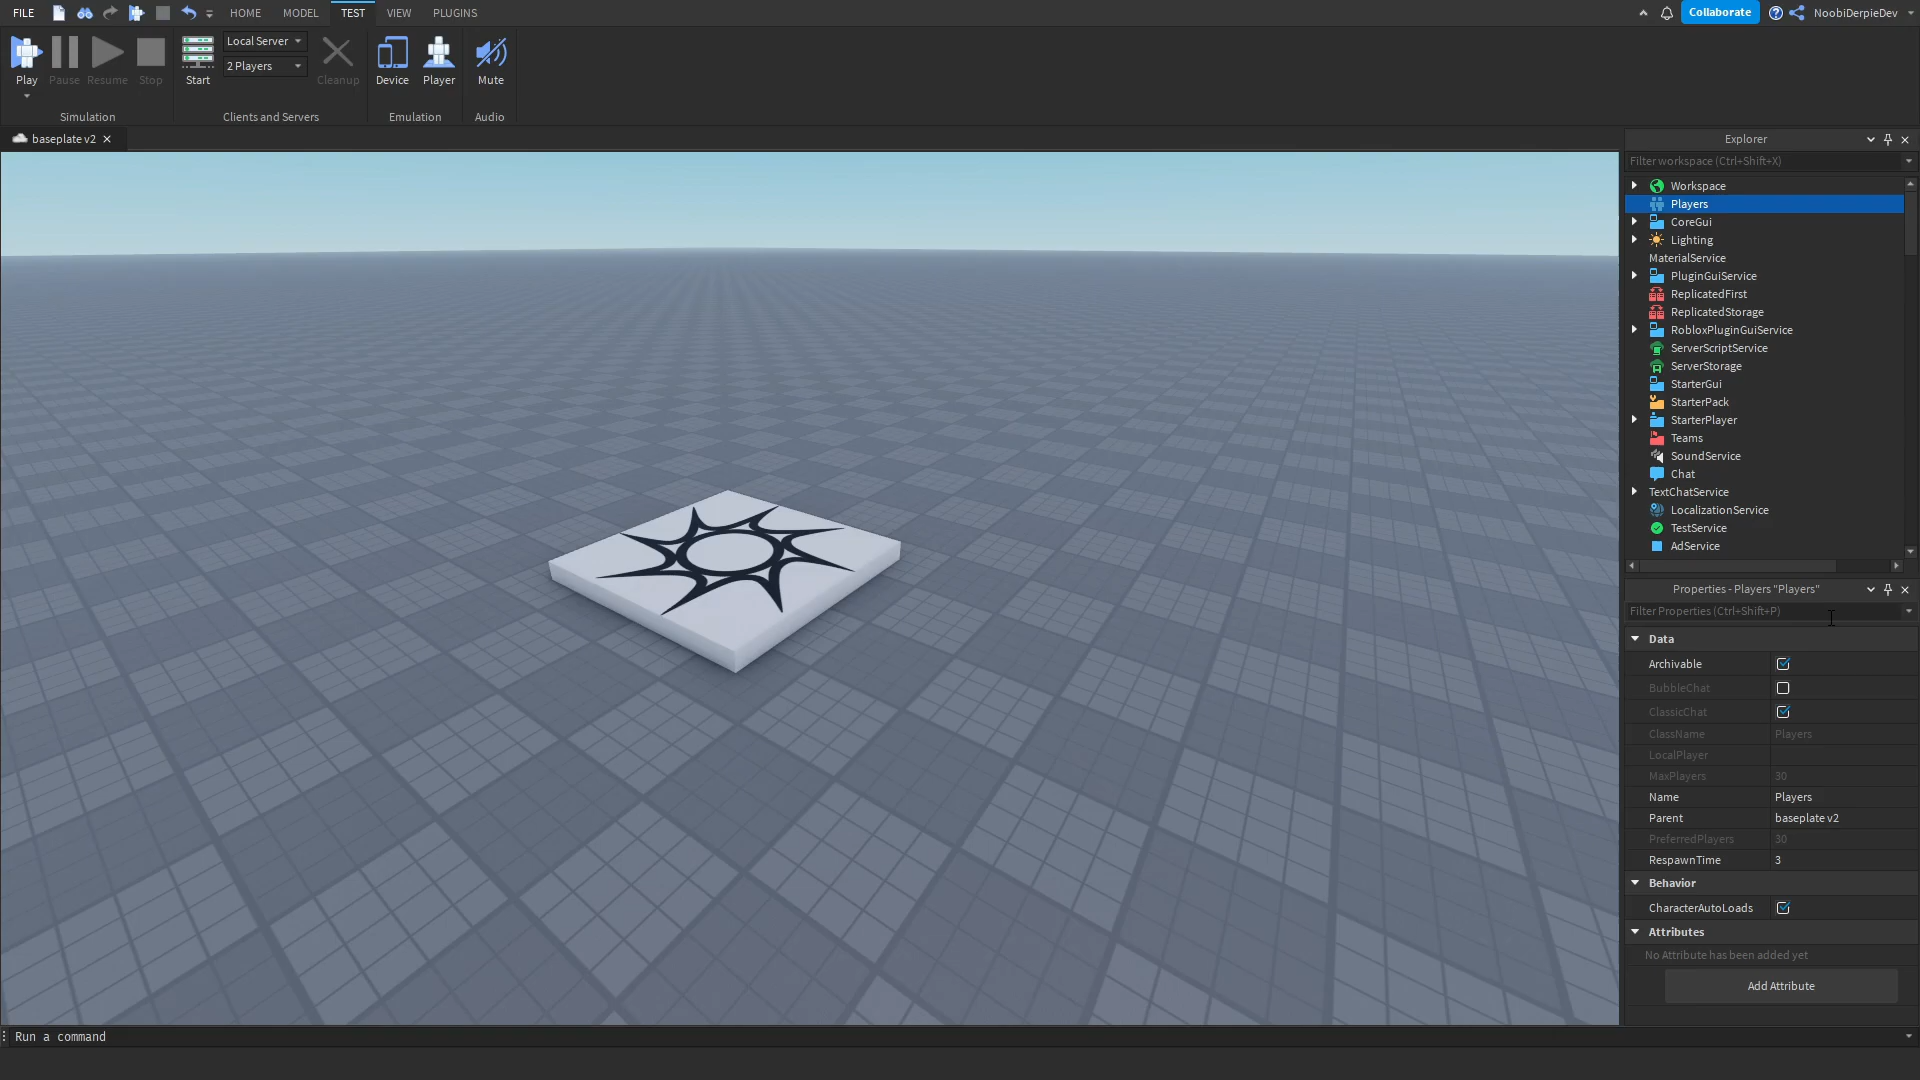 FILE HOME MODEL TEST VIEW PLUGINS Collaborate NoobiDerpieDev
Play Pause Resume Stop Start Local Server 2 Players Cleanup Device Player Mute
Simulation Clients and Servers Emulation Audio
baseplate v2
Explorer
Filter workspace (Ctrl+Shift+X)
Workspace
Players
CoreGui
Lighting
MaterialService
PluginGuiService
ReplicatedFirst
ReplicatedStorage
RobloxPluginGuiService
ServerScriptService
ServerStorage
StarterGui
StarterPack
StarterPlayer
Teams
SoundService
Chat
TextChatService
LocalizationService
TestService
AdService
Properties - Players "Players"
Filter Properties (Ctrl+Shift+P)
Data
Archivable
BubbleChat
ClassicChat
ClassName Players
LocalPlayer
MaxPlayers 30
Name Players
Parent baseplate v2
PreferredPlayers 30
RespawnTime 3
Behavior
CharacterAutoLoads
Attributes
No Attribute has been added yet
Add Attribute
Run a command